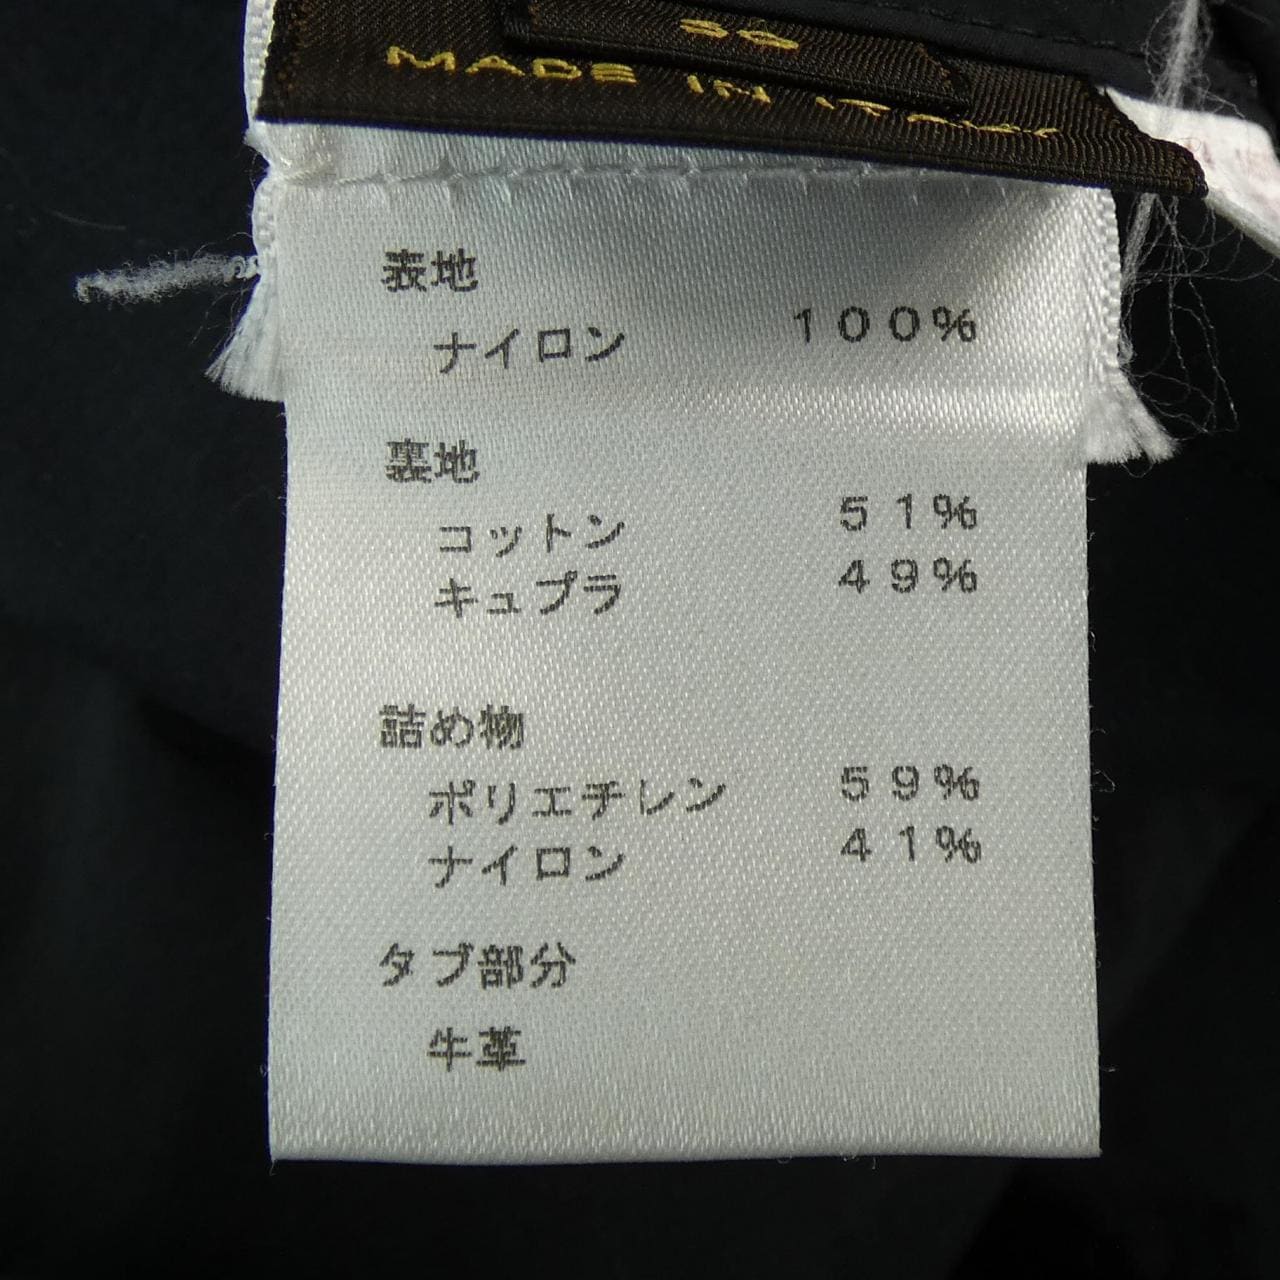 MADE IN ITALY
表地
ナイロン 100%
裏地
コットン 51%
キュプラ 49%
詰め物
ポリエチレン 59%
ナイロン 41%
タブ部分
牛革